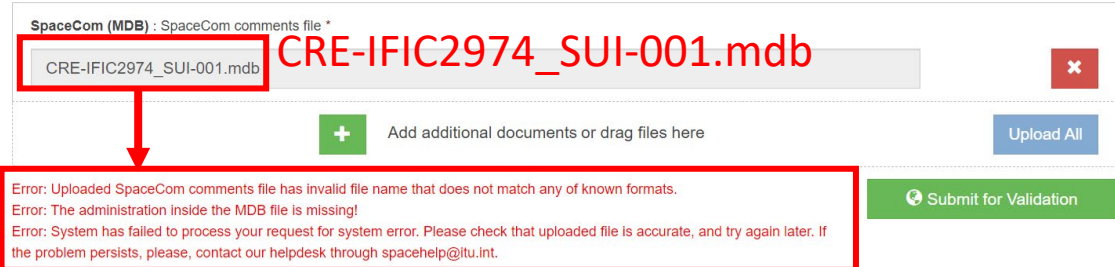 SpaceCom (MDB) : SpaceCom comments file *
CRE-IFIC2974_SUI-001.mdb
CRE-IFIC2974_SUI-001.mdb
Add additional documents or drag files here
Upload All
Error: Uploaded SpaceCom comments file has invalid file name that does not match any of known formats.
Error: The administration inside the MDB file is missing!
Error: System has failed to process your request for system error. Please check that uploaded file is accurate, and try again later. If
the problem persists, please, contact our helpdesk through spacehelp@itu.int.
Submit for Validation